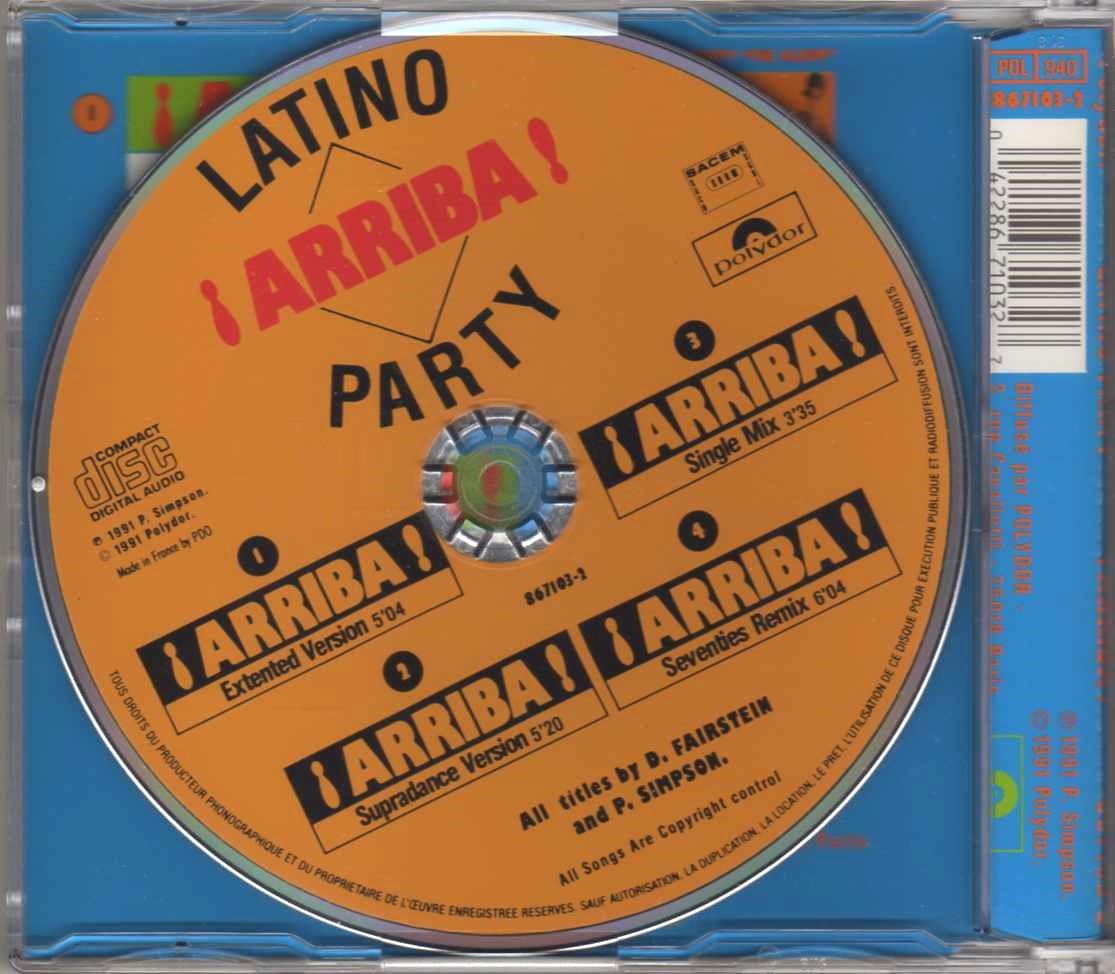 LATINO
¡ARRIBA!
PARTY
SACEM
polydor
COMPACT
disc
DIGITAL AUDIO
℗ 1991 P. Simpson.
© 1991 Polydor.
Made in France by PDO
1
¡ARRIBA!
Extented Version 5'04
2
¡ARRIBA!
Supradance Version 5'20
3
¡ARRIBA!
Single Mix 3'35
4
¡ARRIBA!
Seventies Remix 6'04
867103-2
All titles by D. FAIRSTEIN
and P. SIMPSON.
All Songs Are Copyright control
TOUS DROITS DU PRODUCTEUR PHONOGRAPHIQUE ET DU PROPRIETAIRE DE L'ŒUVRE ENREGISTREE RESERVES. SAUF AUTORISATION, LA DUPLICATION, LA LOCATION, LE PRET, L'UTILISATION DE CE DISQUE POUR EXECUTION PUBLIQUE ET RADIODIFFUSION SONT INTERDITS.
POL 940
867103-2
0 42286 71032 7
Diffusé par POLYDOR -
℗ 1991 P. Simpson.
© 1991 Polydor.
Paris.